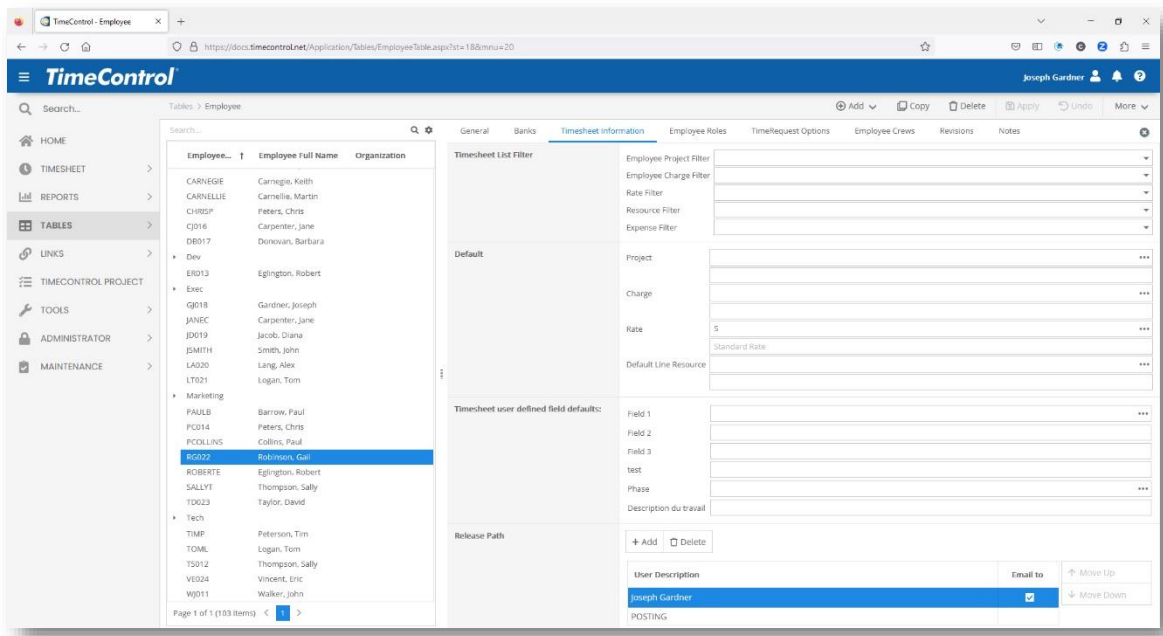 TimeControl - Employee
https://docs.timecontrol.net/Application/Tables/EmployeeTable.aspx?st=18&mnu=20
TimeControl
Joseph Gardner
Search...
HOME
TIMESHEET
REPORTS
TABLES
LINKS
TIMECONTROL PROJECT
TOOLS
ADMINISTRATOR
MAINTENANCE
Tables > Employee
Add Copy Delete Apply Undo More
Search...
Employee... ↑ Employee Full Name Organization
CARNEGIE Carnegie, Keith
CARNELLIE Carnellie, Martin
CHRISP Peters, Chris
CJ016 Carpenter, Jane
DB017 Donovan, Barbara
Dev
ER013 Eglington, Robert
Exec
GJ018 Gardner, Joseph
JANEC Carpenter, Jane
JD019 Jacob, Diana
JSMITH Smith, John
LA020 Lang, Alex
LT021 Logan, Tom
Marketing
PAULB Barrow, Paul
PC014 Peters, Chris
PCOLLINS Collins, Paul
RG022 Robinson, Gail
ROBERTE Eglington, Robert
SALLYT Thompson, Sally
TD023 Taylor, David
Tech
TIMP Peterson, Tim
TOML Logan, Tom
TS012 Thompson, Sally
VE024 Vincent, Eric
WJ011 Walker, John
Page 1 of 1 (103 items) < 1 >
General Banks Timesheet Information Employee Roles TimeRequest Options Employee Crews Revisions Notes
Timesheet List Filter
Employee Project Filter
Employee Charge Filter
Rate Filter
Resource Filter
Expense Filter
Default
Project
Charge
Rate S
Standard Rate
Default Line Resource
Timesheet user defined field defaults:
Field 1
Field 2
Field 3
test
Phase
Description du travail
Release Path
+ Add Delete
User Description Email to
Joseph Gardner
POSTING
↑ Move Up
↓ Move Down